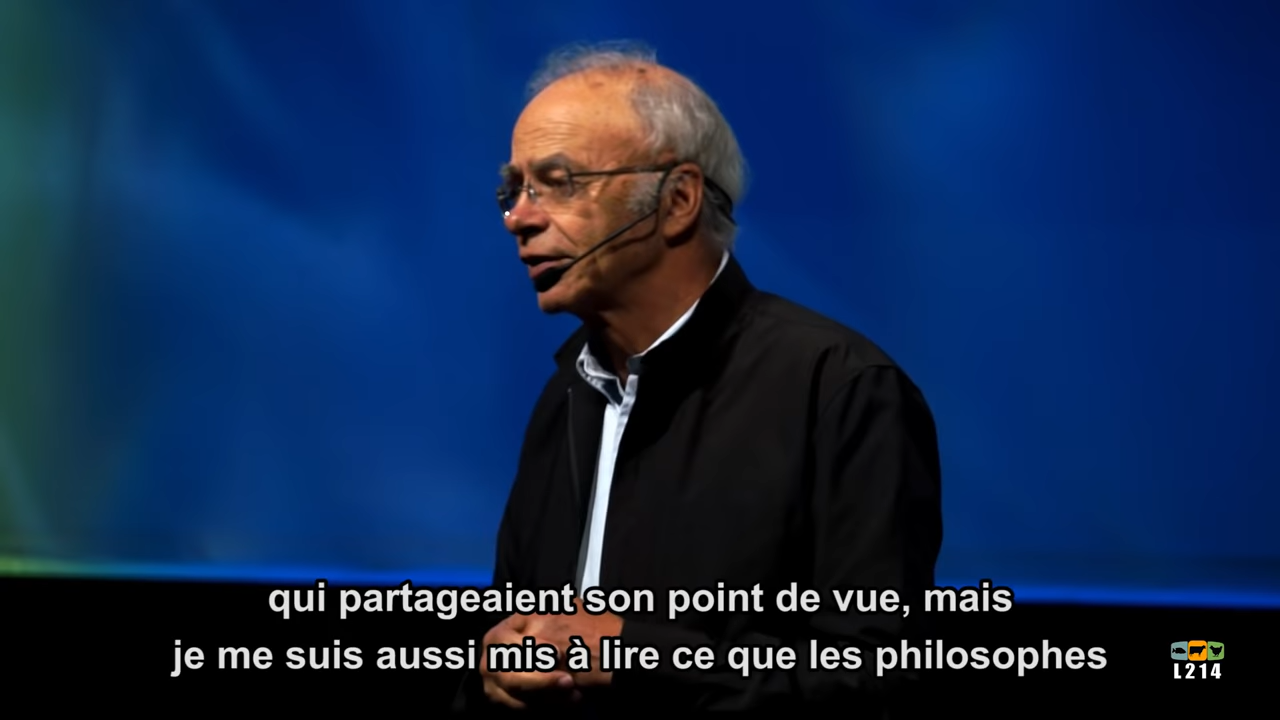 qui partageaient son point de vue, mais
je me suis aussi mis à lire ce que les philosophes
L214